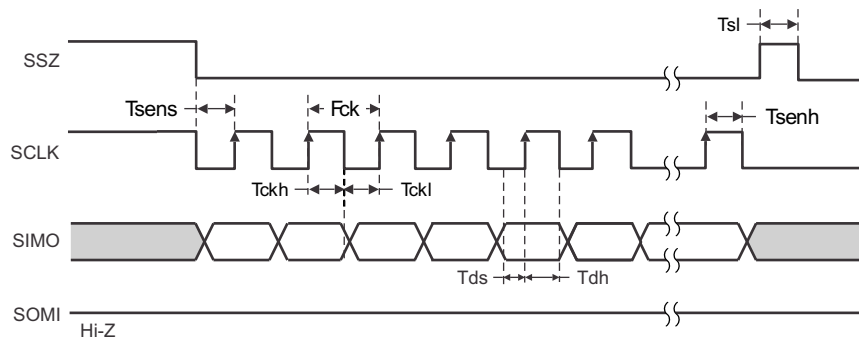 Tsl
SSZ
Tsens
Fck
Tsenh
SCLK
Tckh
Tckl
SIMO
Tds
Tdh
SOMI
Hi-Z